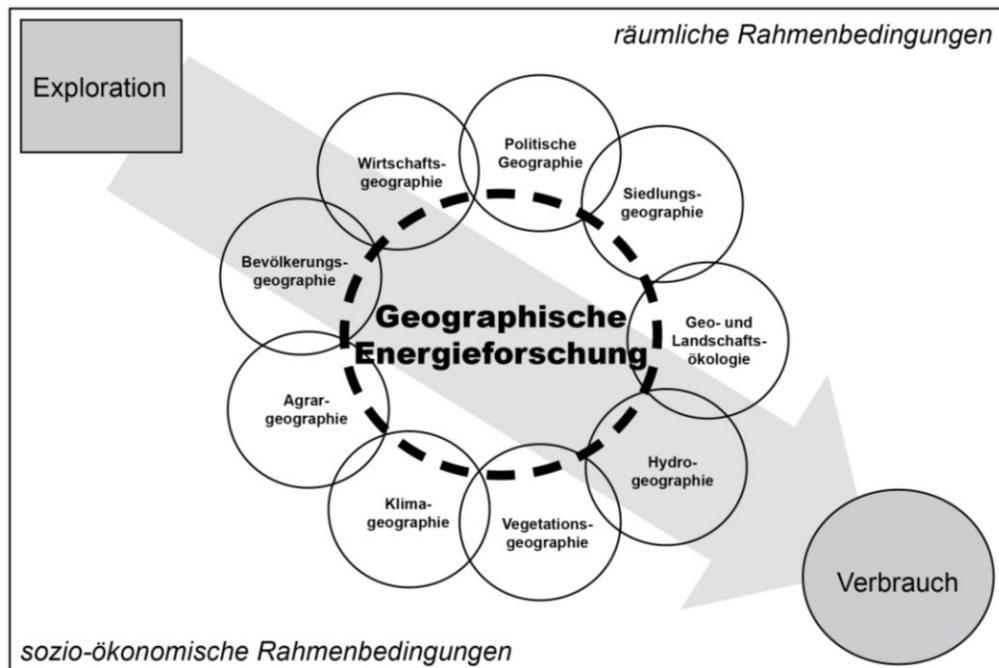 räumliche Rahmenbedingungen
Exploration
Politische
Geographie
Wirtschafts-
geographie
Siedlungs-
geographie
Bevölkerungs-
geographie
Geographische
Energieforschung
Geo- und
Landschafts-
ökologie
Agrar-
geographie
Hydro-
geographie
Klima-
geographie
Vegetations-
geographie
Verbrauch
sozio-ökonomische Rahmenbedingungen